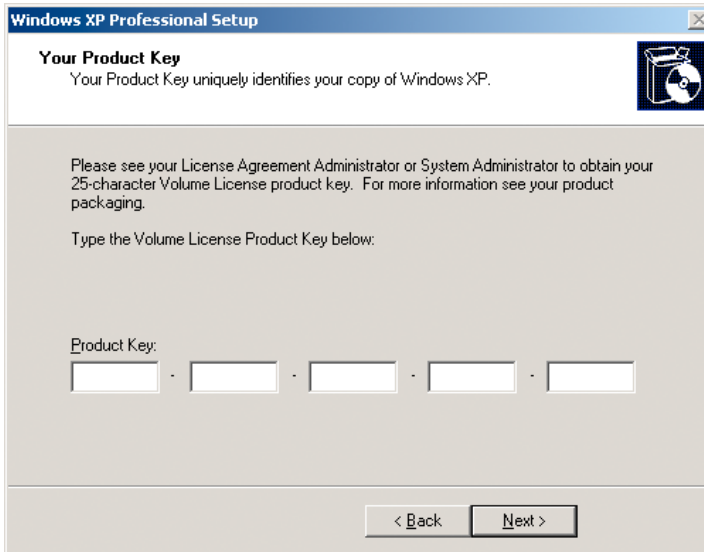 Windows XP Professional Setup
Your Product Key
Your Product Key uniquely identifies your copy of Windows XP.
Please see your License Agreement Administrator or System Administrator to obtain your
25-character Volume License product key.  For more information see your product
packaging.
Type the Volume License Product Key below:
Product Key:
- - - -
< Back Next >